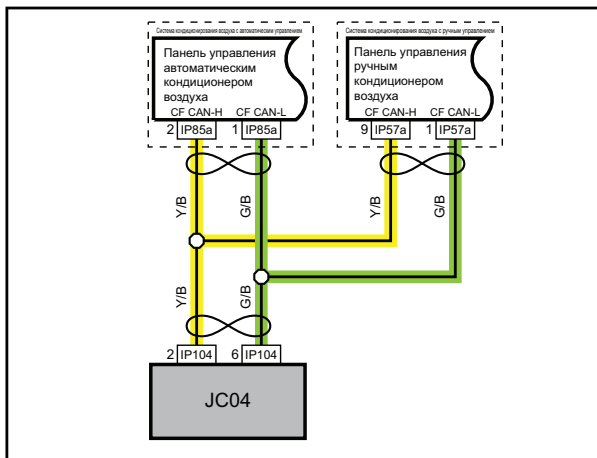 Система кондиционирования воздуха с автоматическим управлением
Панель управления
автоматическим
кондиционером
воздуха
CF CAN-H CF CAN-L
2 IP85a 1 IP85a
Система кондиционирования воздуха с ручным управлением
Панель управления
ручным
кондиционером
воздуха
CF CAN-H CF CAN-L
9 IP57a 1 IP57a
Y/B G/B Y/B G/B
Y/B G/B
2 IP104 6 IP104
JC04